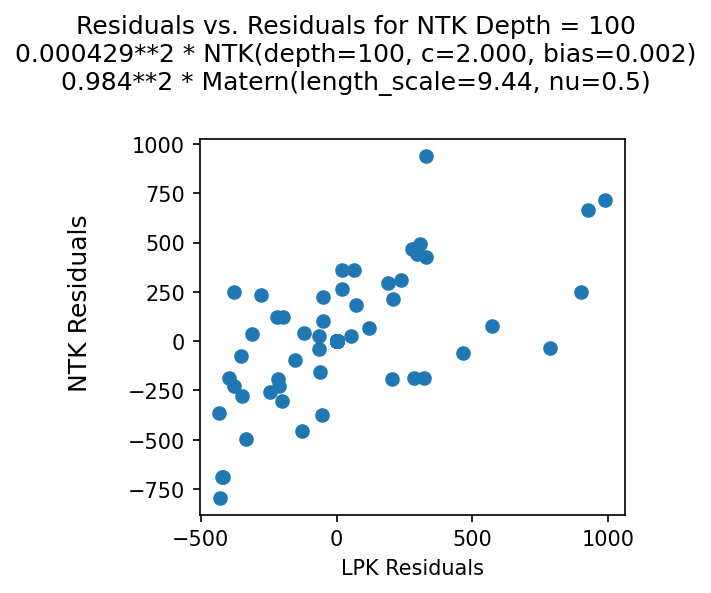 Residuals vs. Residuals for NTK Depth = 100
0.000429**2 * NTK(depth=100, c=2.000, bias=0.002)
0.984**2 * Matern(length_scale=9.44, nu=0.5)
1000
750
500
250
0
−250
−500
−750
NTK Residuals
−500
0
500
1000
LPK Residuals